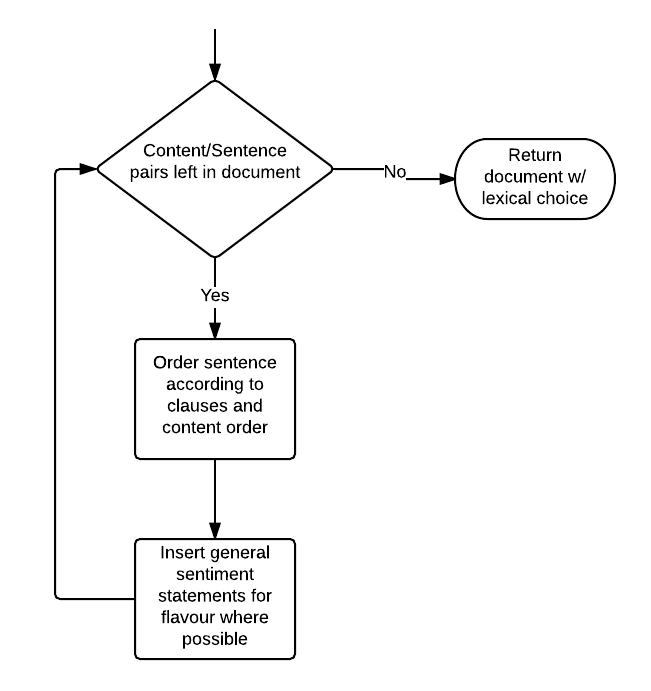 Content/Sentence
pairs left in document
No
Return
document w/
lexical choice
Yes
Order sentence
according to
clauses and
content order
Insert general
sentiment
statements for
flavour where
possible